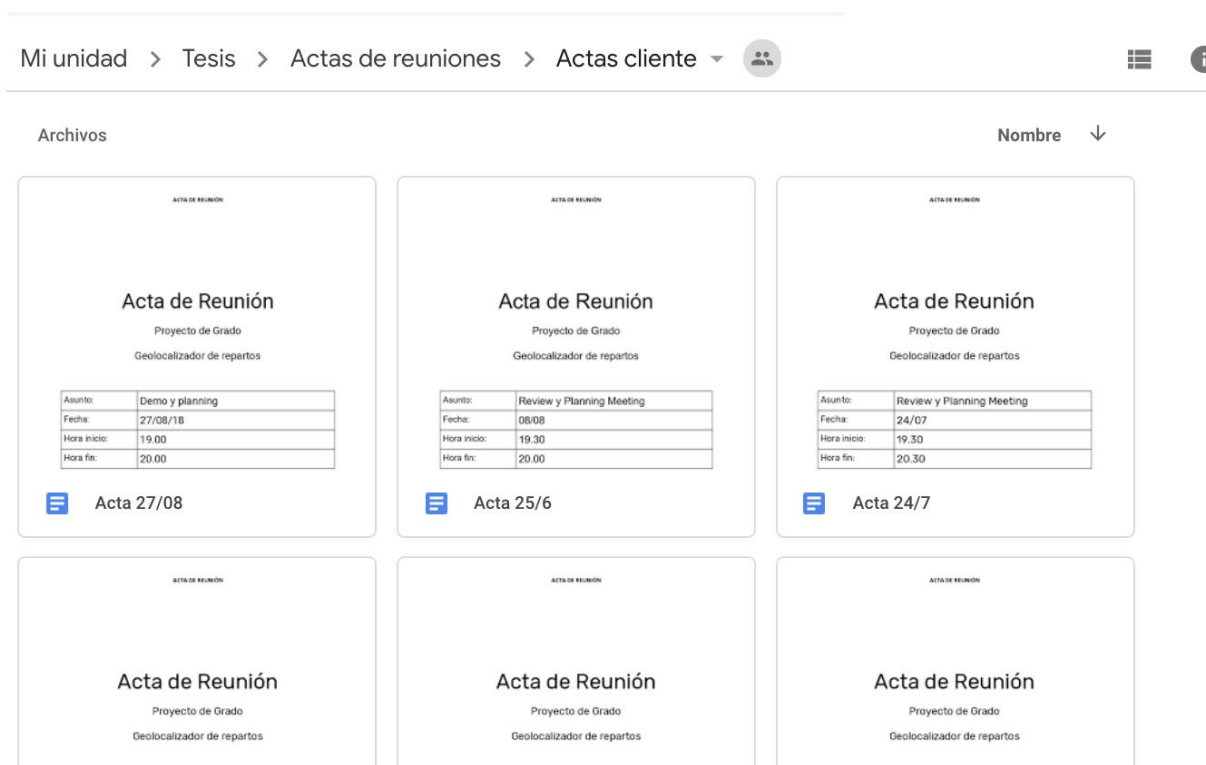 Mi unidad > Tesis > Actas de reuniones > Actas cliente
Archivos
Nombre
ACTA DE REUNIÓN
Acta de Reunión
Proyecto de Grado
Geolocalizador de repartos
Asunto: Demo y planning
Fecha: 27/08/18
Hora inicio: 19.00
Hora fin: 20.00
Acta 27/08
ACTA DE REUNIÓN
Acta de Reunión
Proyecto de Grado
Geolocalizador de repartos
Asunto: Review y Planning Meeting
Fecha: 08/08
Hora inicio: 19.30
Hora fin: 20.00
Acta 25/6
ACTA DE REUNIÓN
Acta de Reunión
Proyecto de Grado
Geolocalizador de repartos
Asunto: Review y Planning Meeting
Fecha: 24/07
Hora inicio: 19.30
Hora fin: 20.30
Acta 24/7
ACTA DE REUNIÓN
Acta de Reunión
Proyecto de Grado
Geolocalizador de repartos
ACTA DE REUNIÓN
Acta de Reunión
Proyecto de Grado
Geolocalizador de repartos
ACTA DE REUNIÓN
Acta de Reunión
Proyecto de Grado
Geolocalizador de repartos